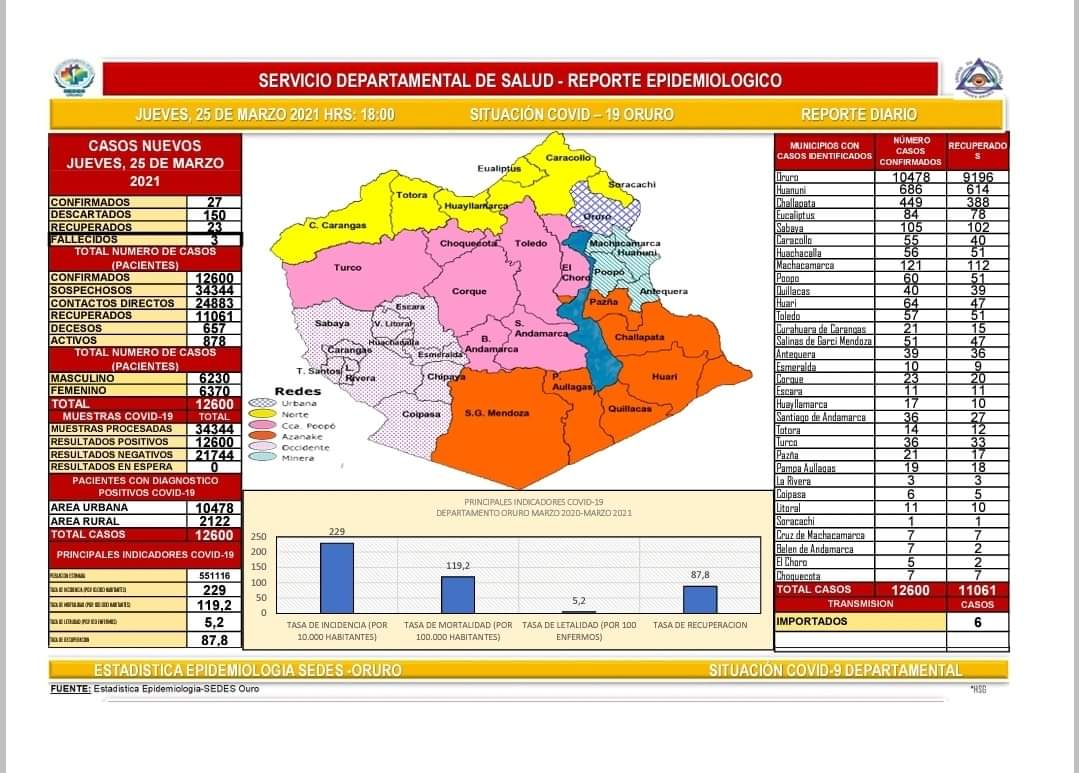 SERVICIO DEPARTAMENTAL DE SALUD - REPORTE EPIDEMIOLOGICO
JUEVES, 25 DE MARZO 2021 HRS: 18:00 SITUACIÓN COVID – 19 ORURO REPORTE DIARIO
CASOS NUEVOS
JUEVES, 25 DE MARZO
2021
CONFIRMADOS 27
DESCARTADOS 150
RECUPERADOS 23
FALLECIDOS 3
TOTAL NUMERO DE CASOS
(PACIENTES)
CONFIRMADOS 12600
SOSPECHOSOS 34344
CONTACTOS DIRECTOS 24883
RECUPERADOS 11061
DECESOS 657
ACTIVOS 878
TOTAL NUMERO DE CASOS
(PACIENTES)
MASCULINO 6230
FEMENINO 6370
TOTAL 12600
MUESTRAS COVID-19 TOTAL
MUESTRAS PROCESADAS 34344
RESULTADOS POSITIVOS 12600
RESULTADOS NEGATIVOS 21744
RESULTADOS EN ESPERA 0
PACIENTES CON DIAGNOSTICO
POSITIVOS COVID-19
AREA URBANA 10478
AREA RURAL 2122
TOTAL CASOS 12600
PRINCIPALES INDICADORES COVID-19
POBLACION ESTIMADA 551116
TASA DE INCIDENCIA (POR 10.000 HABITANTES) 229
TASA DE MORTALIDAD (POR 100.000 HABITANTES) 119,2
TASA DE LETALIDAD (POR 100 ENFERMOS) 5,2
TASA DE RECUPERACION 87,8
Caracollo
Eualiptus
Soracachi
Totora
Huayllamarca
Oruro
C. Carangas
Choquecota
Toledo
Machacamarca
Huanuni
Turco
El
Choro
Poopó
Corque
Antequera
Pazña
Escara
Sabaya
V. Litoral
S.
Andamarca
Challapata
Huachacalla
B.
Andamarca
Carangas
Esmeralda
T. Santos
L.
Rivera
Chipaya
P.
Aullagas
Huari
Coipasa
S.G. Mendoza
Quillacas
Redes
Urbana
Norte
Cca. Poopó
Azanake
Occidente
Minera
PRINCIPALES INDICADORES COVID-19
DEPARTAMENTO ORURO MARZO 2020-MARZO 2021
250
200
150
100
50
0
229
119,2
5,2
87,8
TASA DE INCIDENCIA (POR
10.000 HABITANTES)
TASA DE MORTALIDAD (POR
100.000 HABITANTES)
TASA DE LETALIDAD (POR 100
ENFERMOS)
TASA DE RECUPERACION
MUNICIPIOS CON
CASOS IDENTIFICADOS
NÚMERO
CASOS
CONFIRMADOS
RECUPERADO
S
Oruro 10478 9196
Huanuni 686 614
Challapata 449 388
Eucaliptus 84 78
Sabaya 105 102
Caracollo 55 40
Huachacalla 56 51
Machacamarca 121 112
Poopo 60 51
Quillacas 40 39
Huari 64 47
Toledo 57 51
Curahuara de Carangas 21 15
Salinas de Garci Mendoza 51 47
Antequera 39 36
Esmeralda 10 9
Corque 23 20
Escara 11 11
Huayllamarca 17 10
Santiago de Andamarca 36 27
Totora 14 12
Turco 36 33
Pazña 21 17
Pampa Aullagas 19 18
La Rivera 3 3
Coipasa 6 5
Litoral 11 10
Soracachi 1 1
Cruz de Machacamarca 7 7
Belen de Andamarca 7 2
El Choro 5 2
Choquecota 7 7
TOTAL CASOS 12600 11061
TRANSMISION CASOS
IMPORTADOS 6
ESTADISTICA EPIDEMIOLOGIA SEDES -ORURO SITUACIÓN COVID-9 DEPARTAMENTAL
FUENTE: Estadistica Epidemiologia-SEDES Ouro *HSG